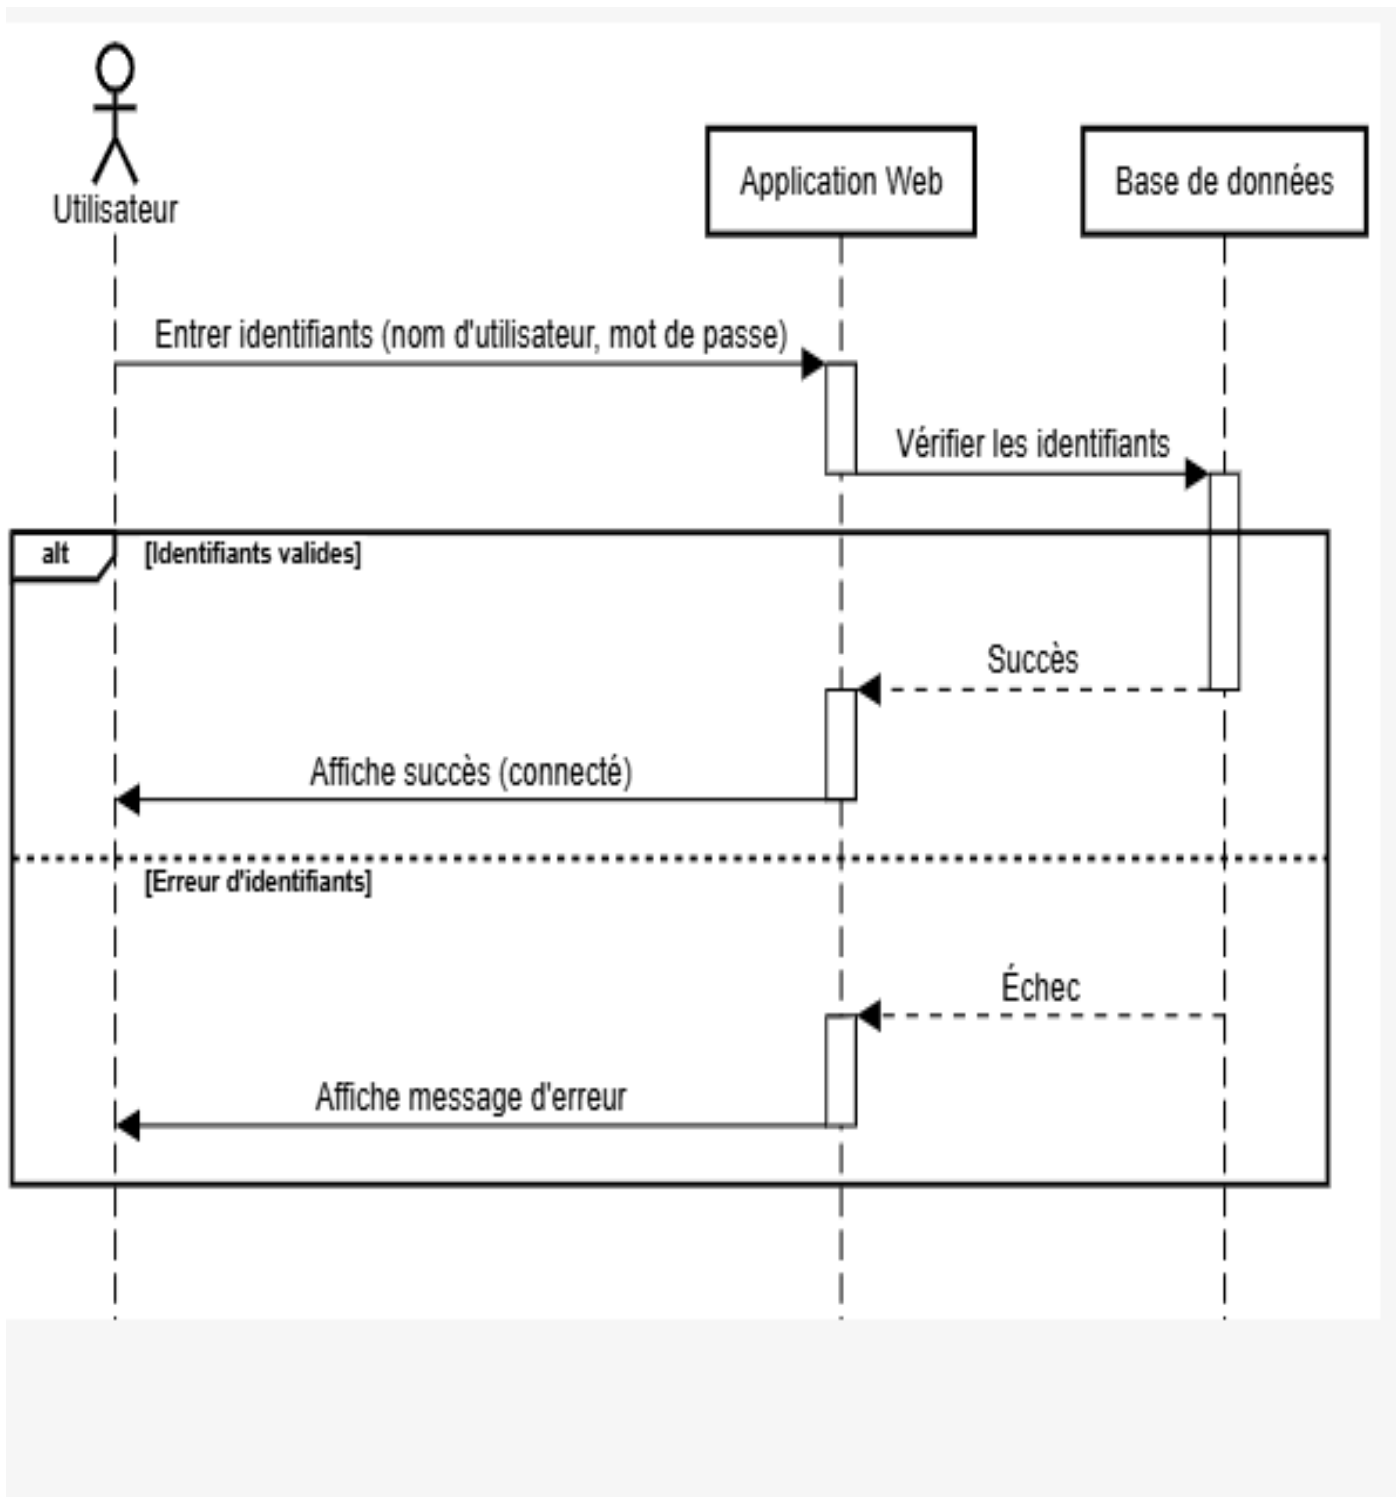 Utilisateur
Application Web
Base de données
Entrer identifiants (nom d'utilisateur, mot de passe)
Vérifier les identifiants
alt
[Identifiants valides]
Succès
Affiche succès (connecté)
[Erreur d'identifiants]
Échec
Affiche message d'erreur